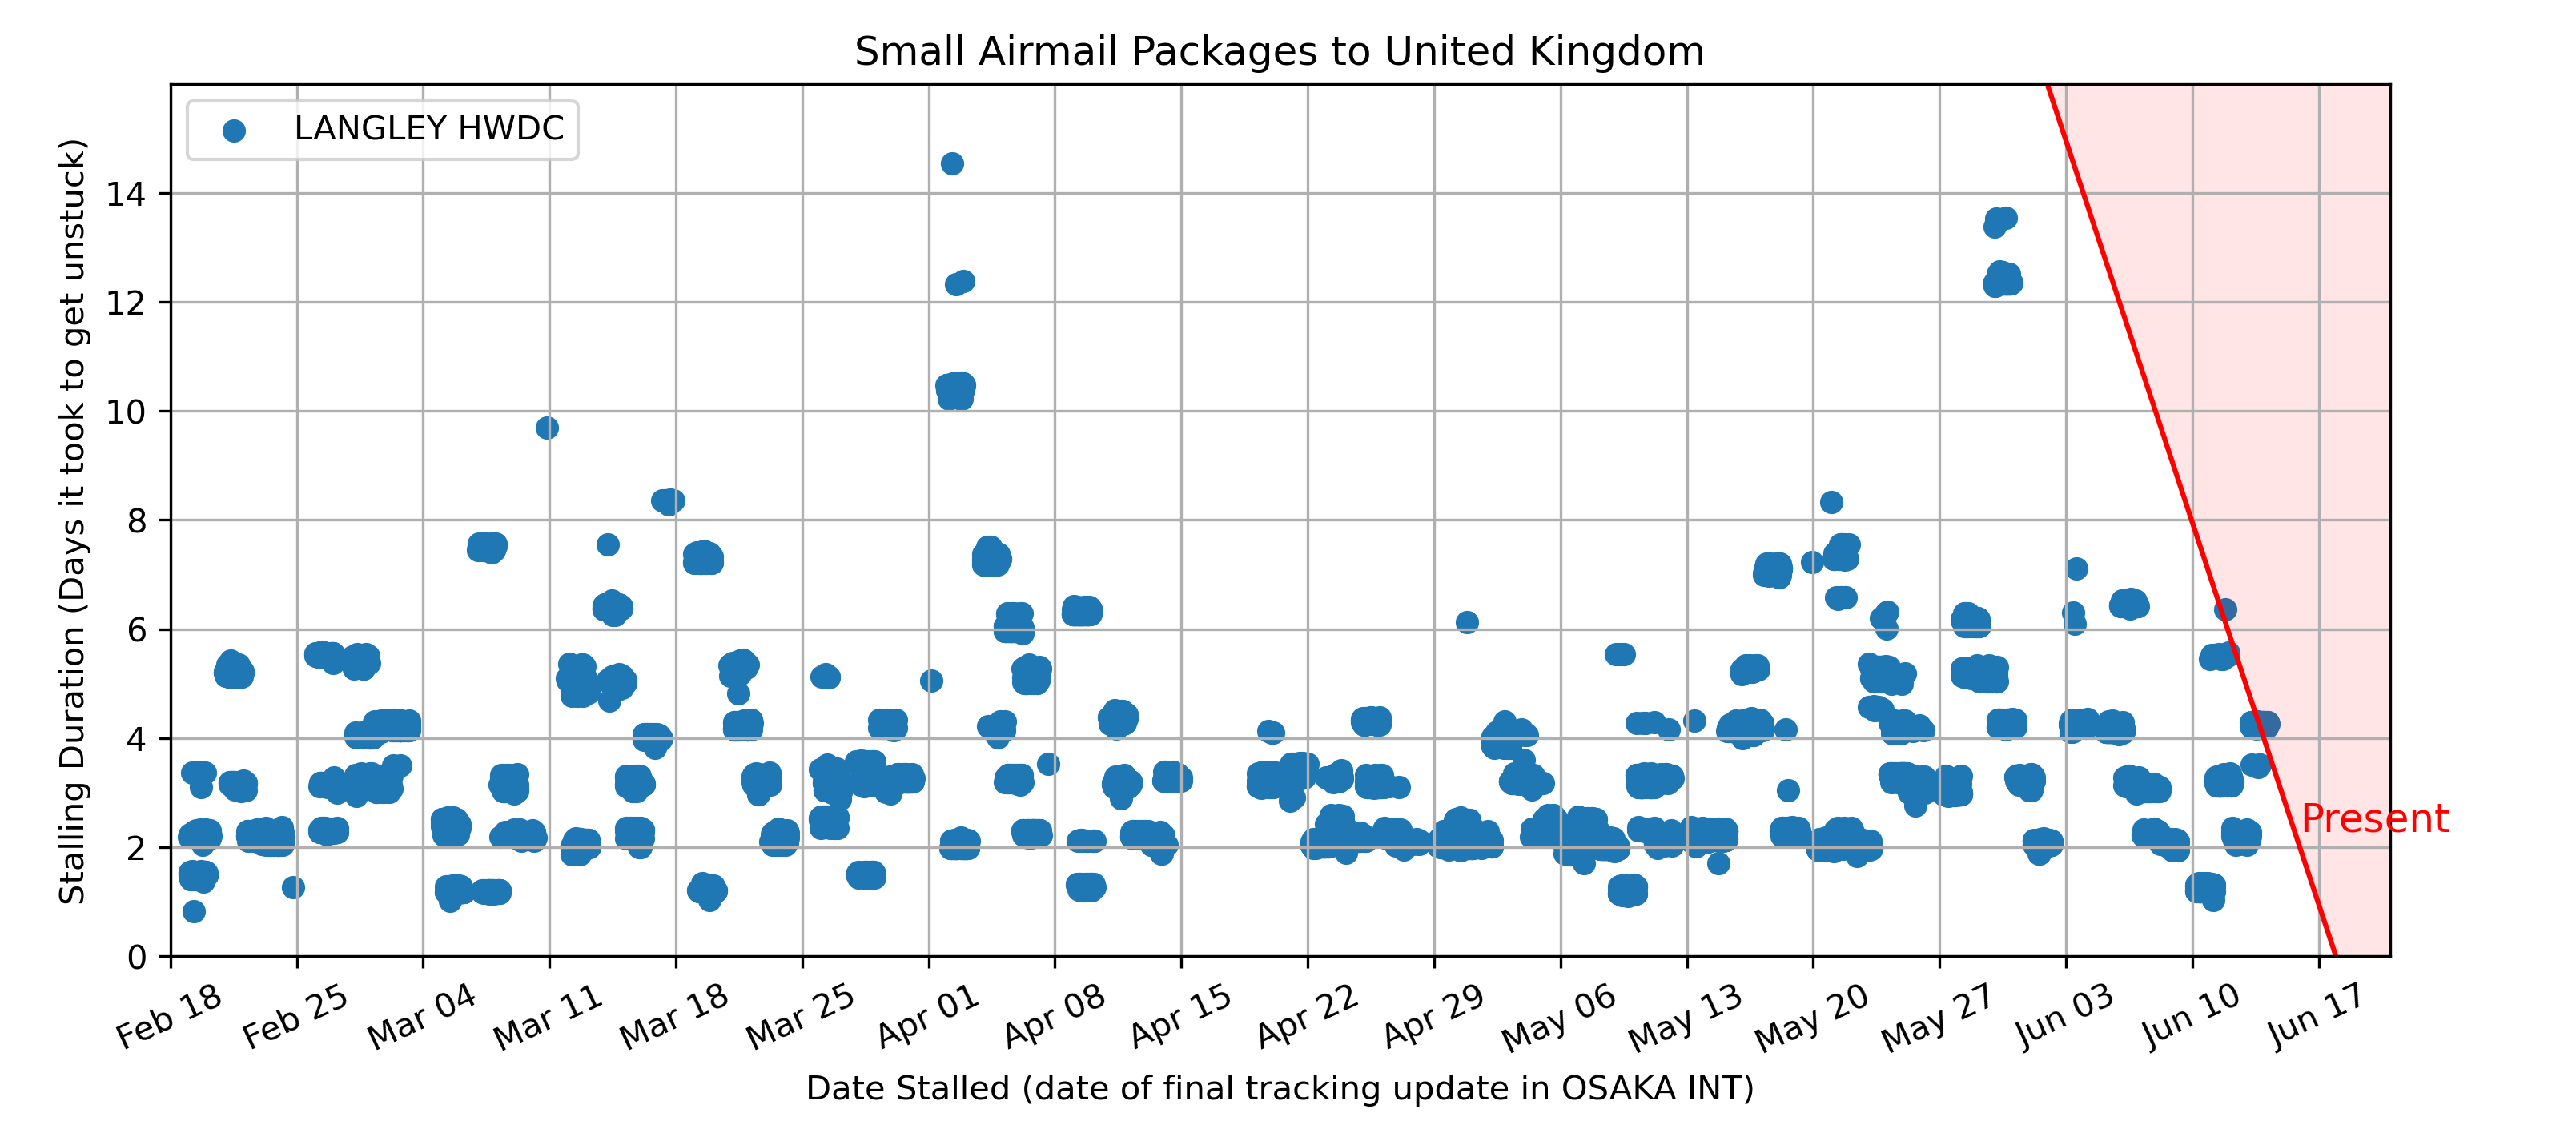 Small Airmail Packages to United Kingdom
LANGLEY HWDC
Stalling Duration (Days it took to get unstuck)
14
12
10
8
6
4
2
0
Present
Feb 18
Feb 25
Mar 04
Mar 11
Mar 18
Mar 25
Apr 01
Apr 08
Apr 15
Apr 22
Apr 29
May 06
May 13
May 20
May 27
Jun 03
Jun 10
Jun 17
Date Stalled (date of final tracking update in OSAKA INT)